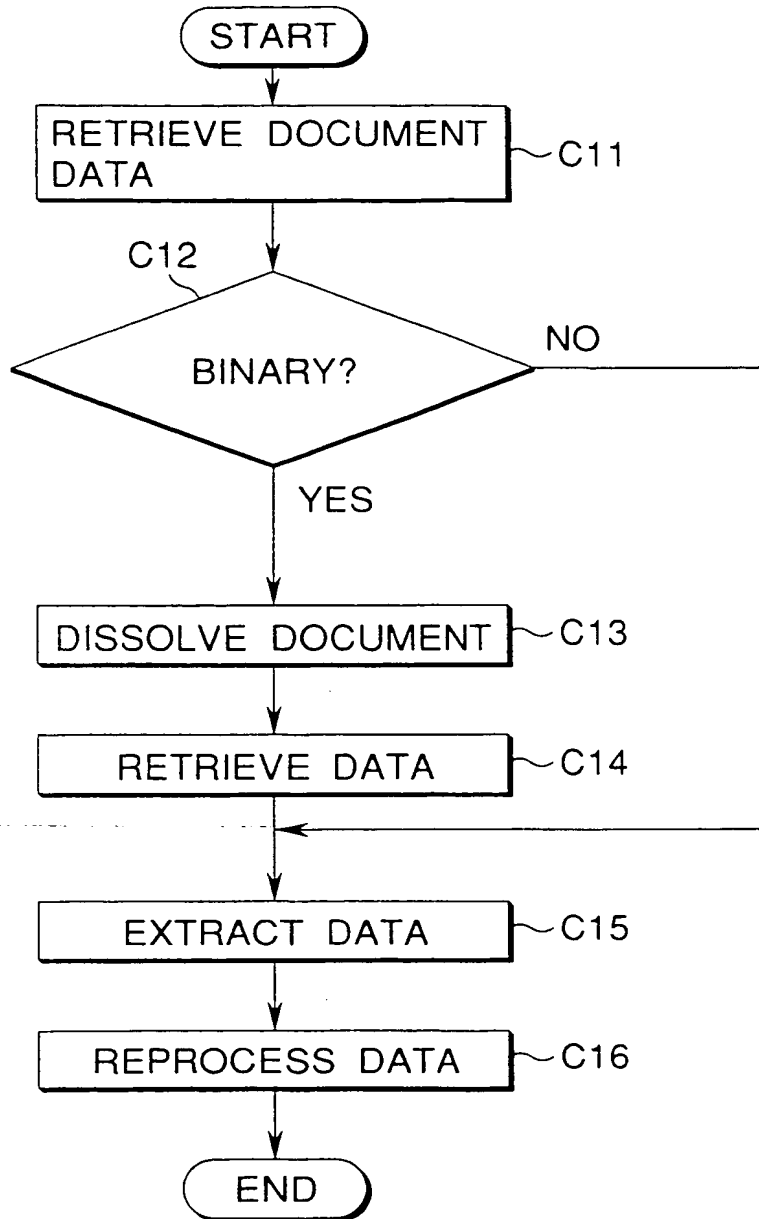 START
RETRIEVE DOCUMENT
DATA
C11
C12
BINARY?
NO
YES
DISSOLVE DOCUMENT
C13
RETRIEVE DATA
C14
EXTRACT DATA
C15
REPROCESS DATA
C16
END